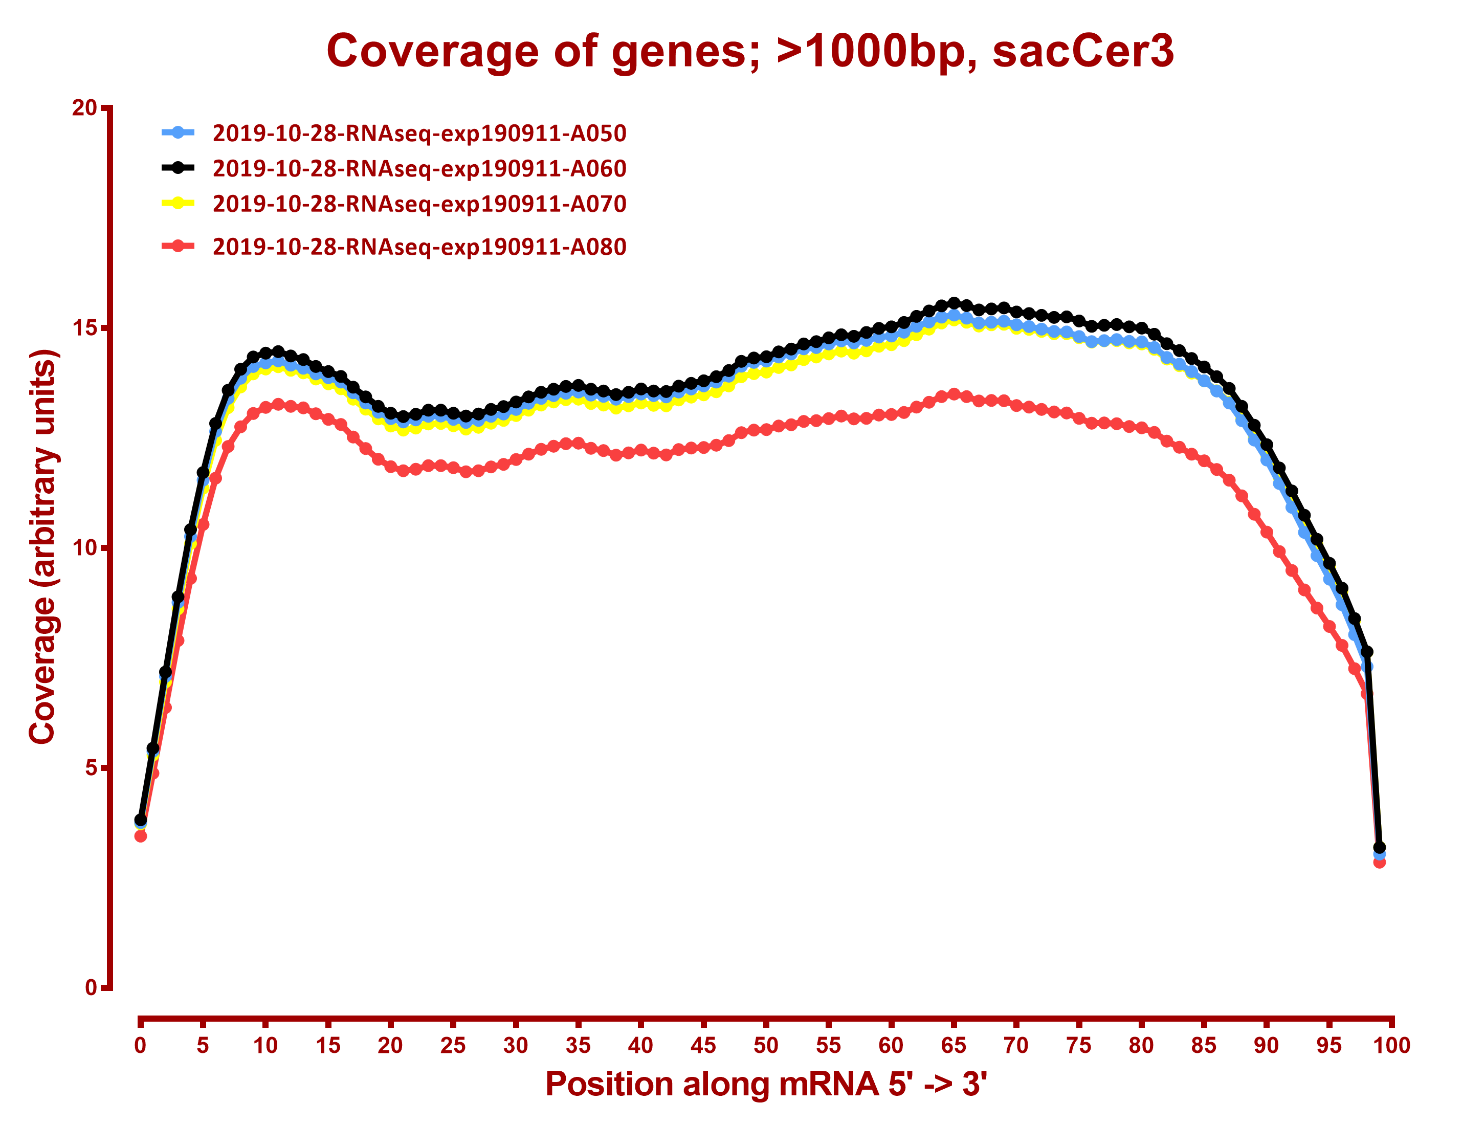 Coverage of genes; >1000bp, sacCer3
20
2019-10-28-RNAseq-exp190911-A050
2019-10-28-RNAseq-exp190911-A060
2019-10-28-RNAseq-exp190911-A070
2019-10-28-RNAseq-exp190911-A080
15
10
5
0
Coverage (arbitrary units)
0 5 10 15 20 25 30 35 40 45 50 55 60 65 70 75 80 85 90 95 100
Position along mRNA 5' -> 3'